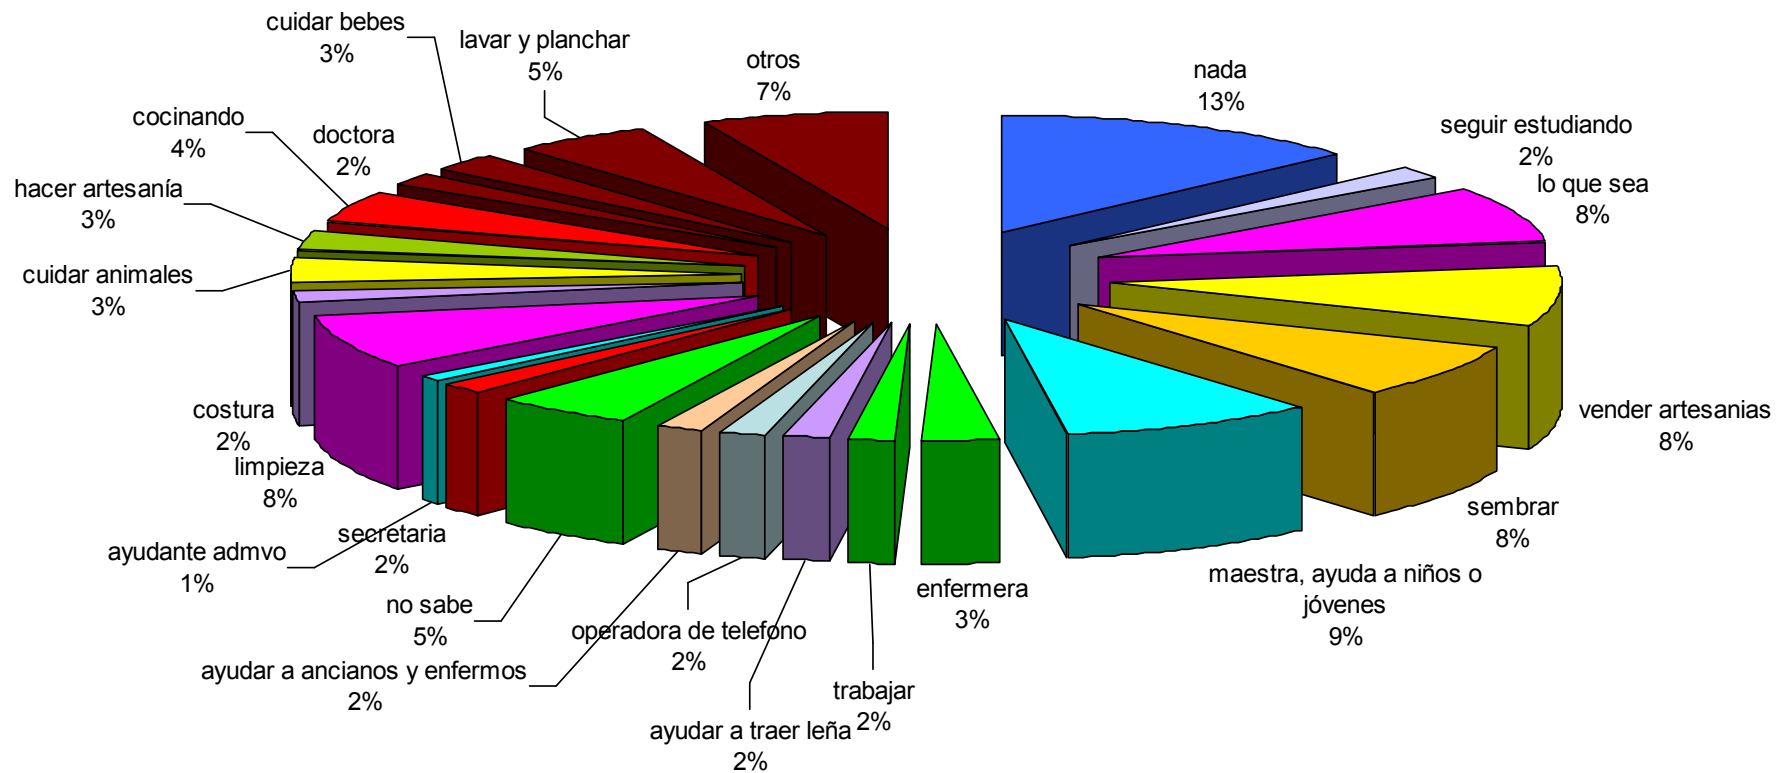 cuidar bebes
3%
lavar y planchar
5%
otros
7%
nada
13%
seguir estudiando
2%
lo que sea
8%
vender artesanias
8%
sembrar
8%
maestra, ayuda a niños o
jóvenes
9%
enfermera
3%
trabajar
2%
ayudar a traer leña
2%
operadora de telefono
2%
ayudar a ancianos y enfermos
2%
no sabe
5%
secretaria
2%
ayudante admvo
1%
limpieza
8%
costura
2%
cuidar animales
3%
hacer artesanía
3%
cocinando
4%
doctora
2%